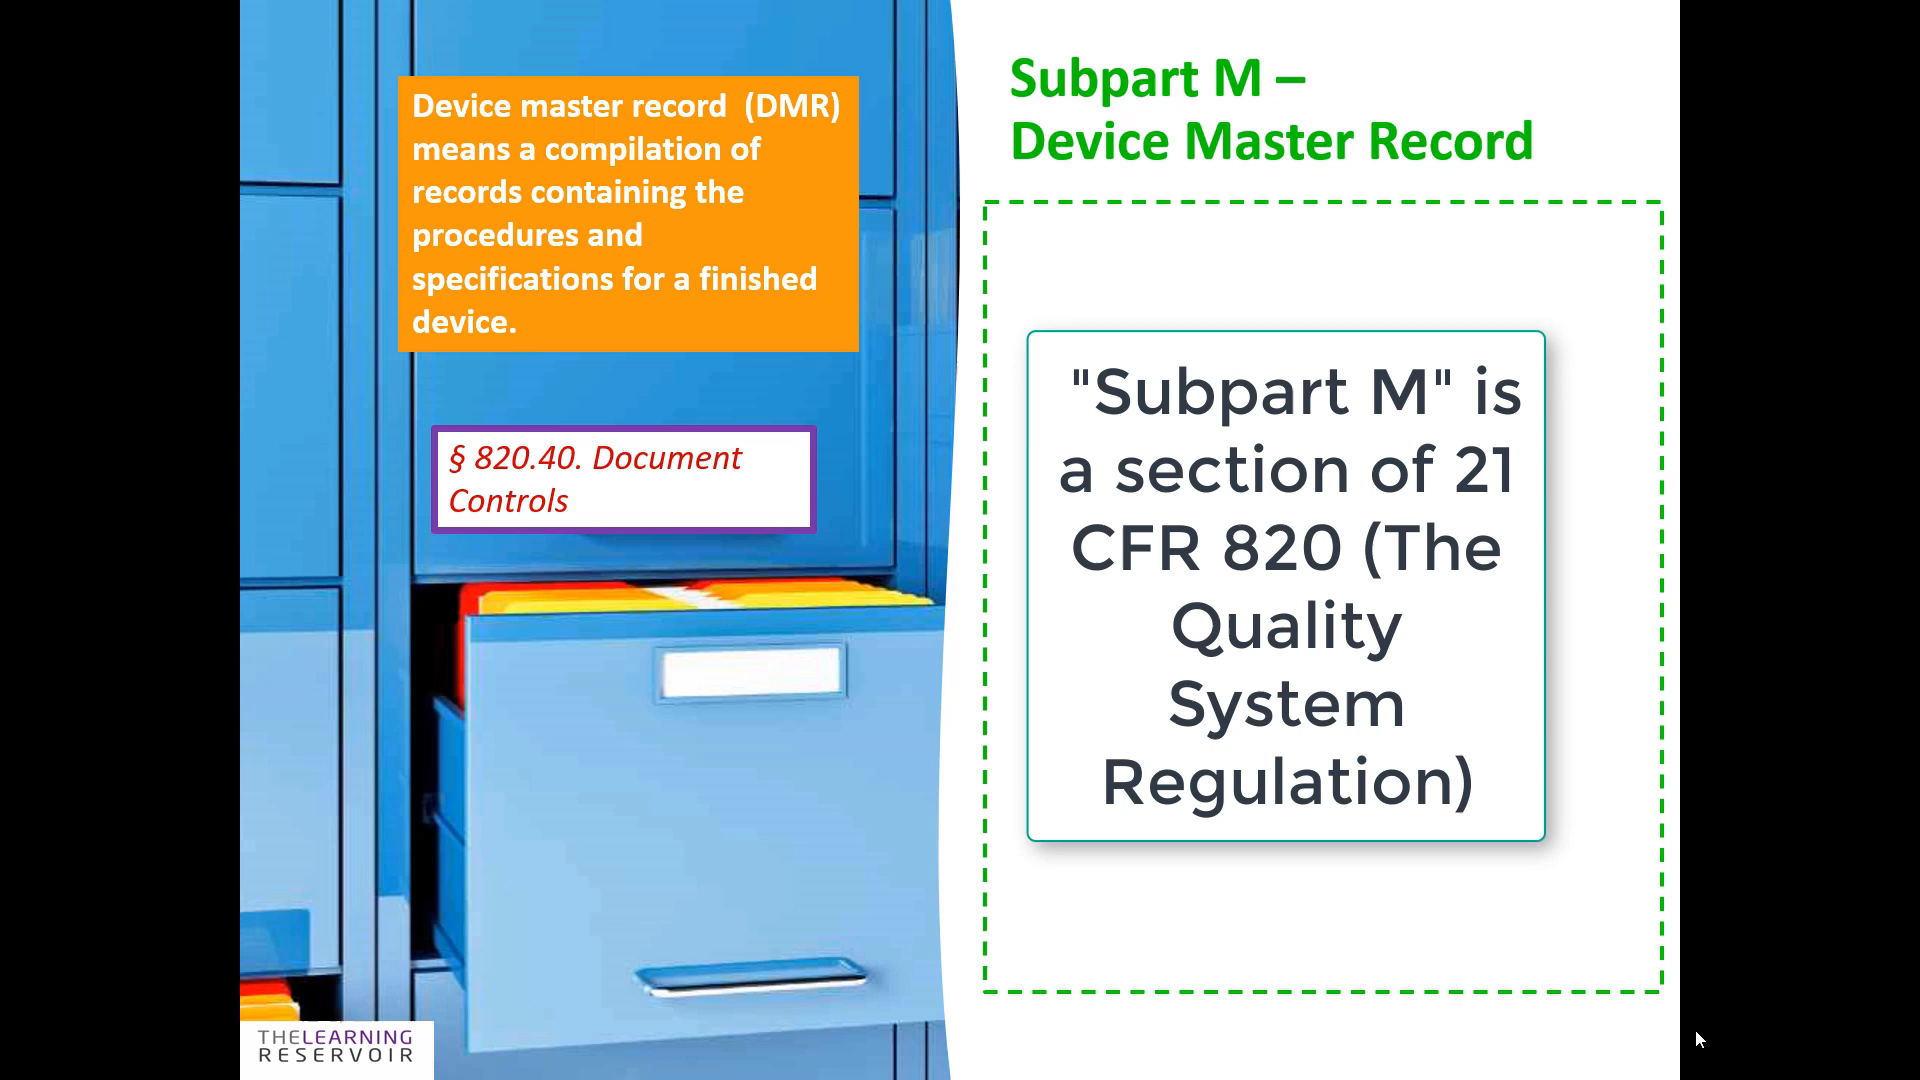 Device master record  (DMR)
means a compilation of
records containing the
procedures and
specifications for a finished
device.
§ 820.40. Document
Controls
THELEARNING
RESERVOIR
Subpart M –
Device Master Record
"Subpart M" is
a section of 21
CFR 820 (The
Quality
System
Regulation)